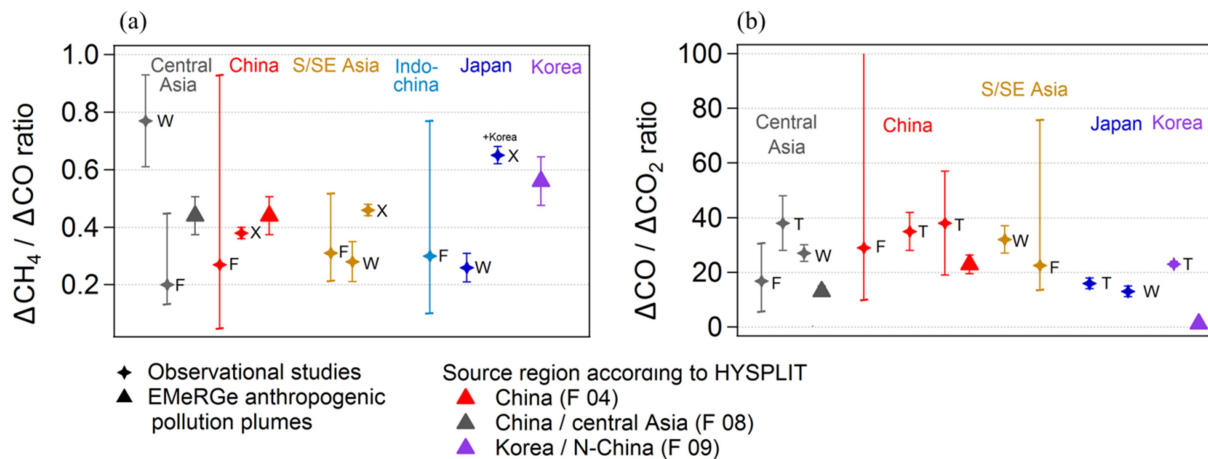 (a)
ΔCH₄ / ΔCO ratio
1.0
0.8
0.6
0.4
0.2
Central Asia
China
S/SE Asia
Indo-china
Japan
Korea
W
F
F
X
F
W
X
F
W
+Korea
X
(b)
ΔCO / ΔCO₂ ratio
100
80
60
40
20
0
Central Asia
China
S/SE Asia
Japan
Korea
F
T
W
F
T
T
W
F
T
W
T
Observational studies
EMeRGe anthropogenic
pollution plumes
Source region according to HYSPLIT
China (F 04)
China / central Asia (F 08)
Korea / N-China (F 09)